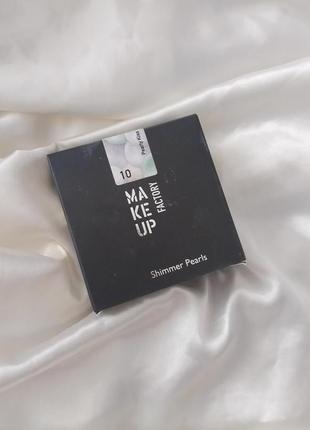 10
MA
KE
UP
FACTORY
Shimmer Pearls